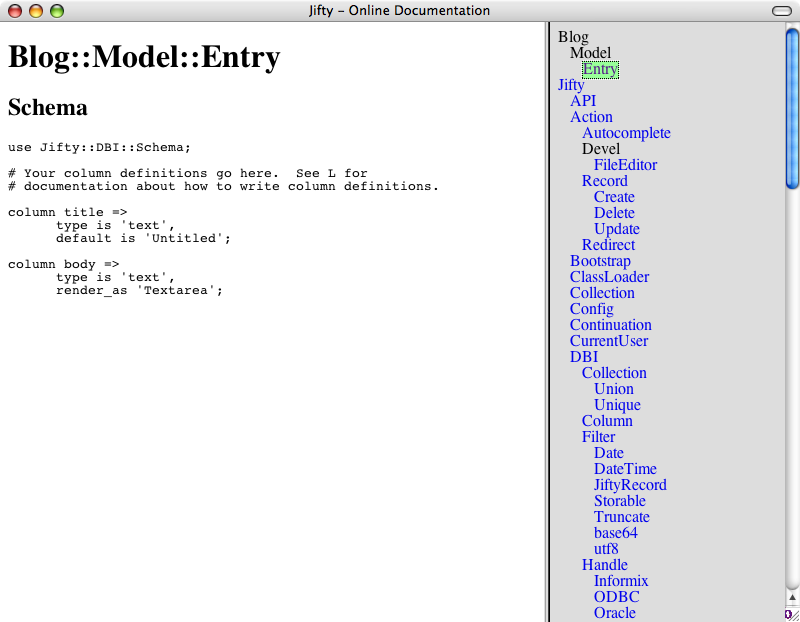 Jifty – Online Documentation
Blog::Model::Entry
Schema
use Jifty::DBI::Schema;
# Your column definitions go here.  See L for
# documentation about how to write column definitions.
column title =>
      type is 'text',
      default is 'Untitled';
column body =>
      type is 'text',
      render_as 'Textarea';
Blog
Model
Entry
Jifty
API
Action
Autocomplete
Devel
FileEditor
Record
Create
Delete
Update
Redirect
Bootstrap
ClassLoader
Collection
Config
Continuation
CurrentUser
DBI
Collection
Union
Unique
Column
Filter
Date
DateTime
JiftyRecord
Storable
Truncate
base64
utf8
Handle
Informix
ODBC
Oracle